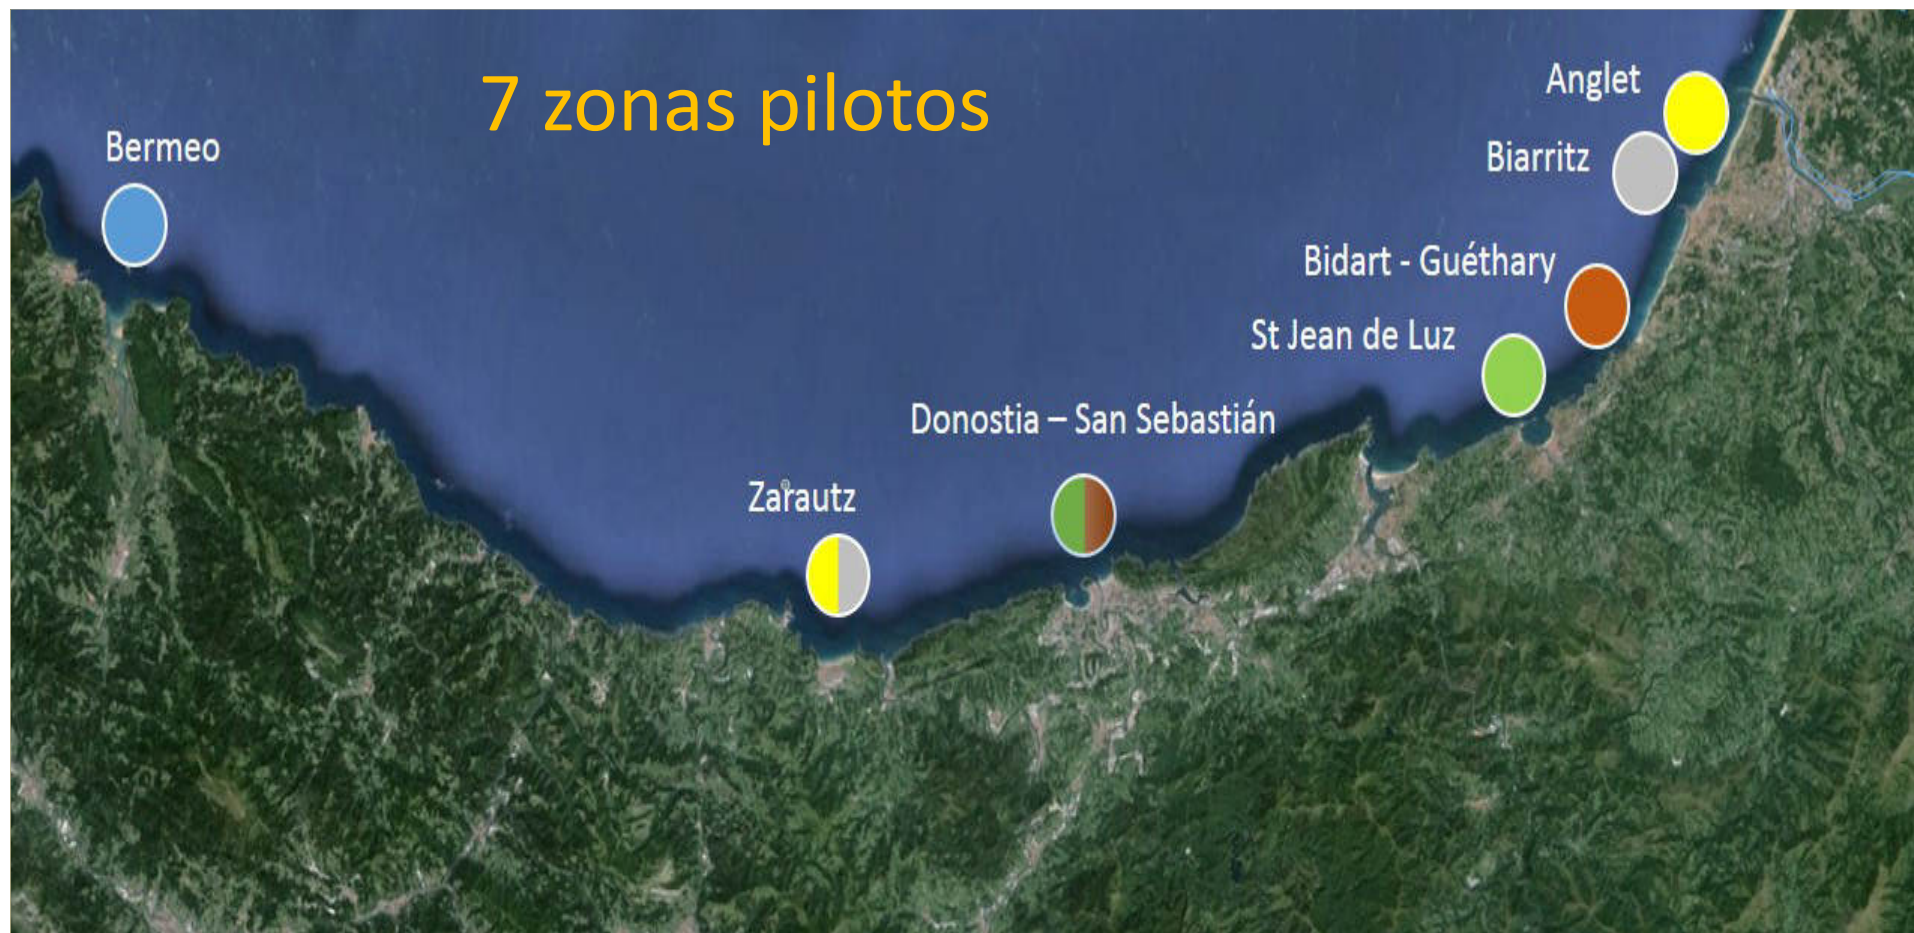 7 zonas pilotos
Anglet
Bermeo
Biarritz
Bidart - Guéthary
St Jean de Luz
Donostia – San Sebastián
Zarautz